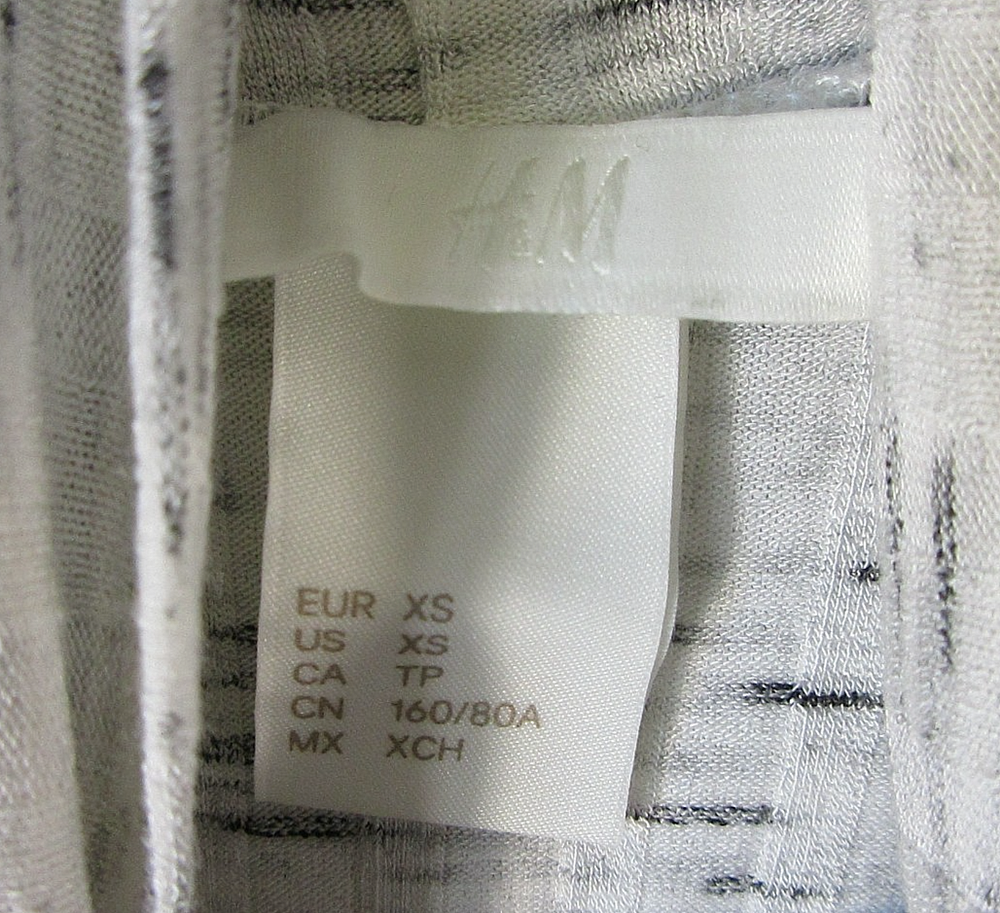 H&M
EUR XS
US XS
CA TP
CN 160/80A
MX XCH